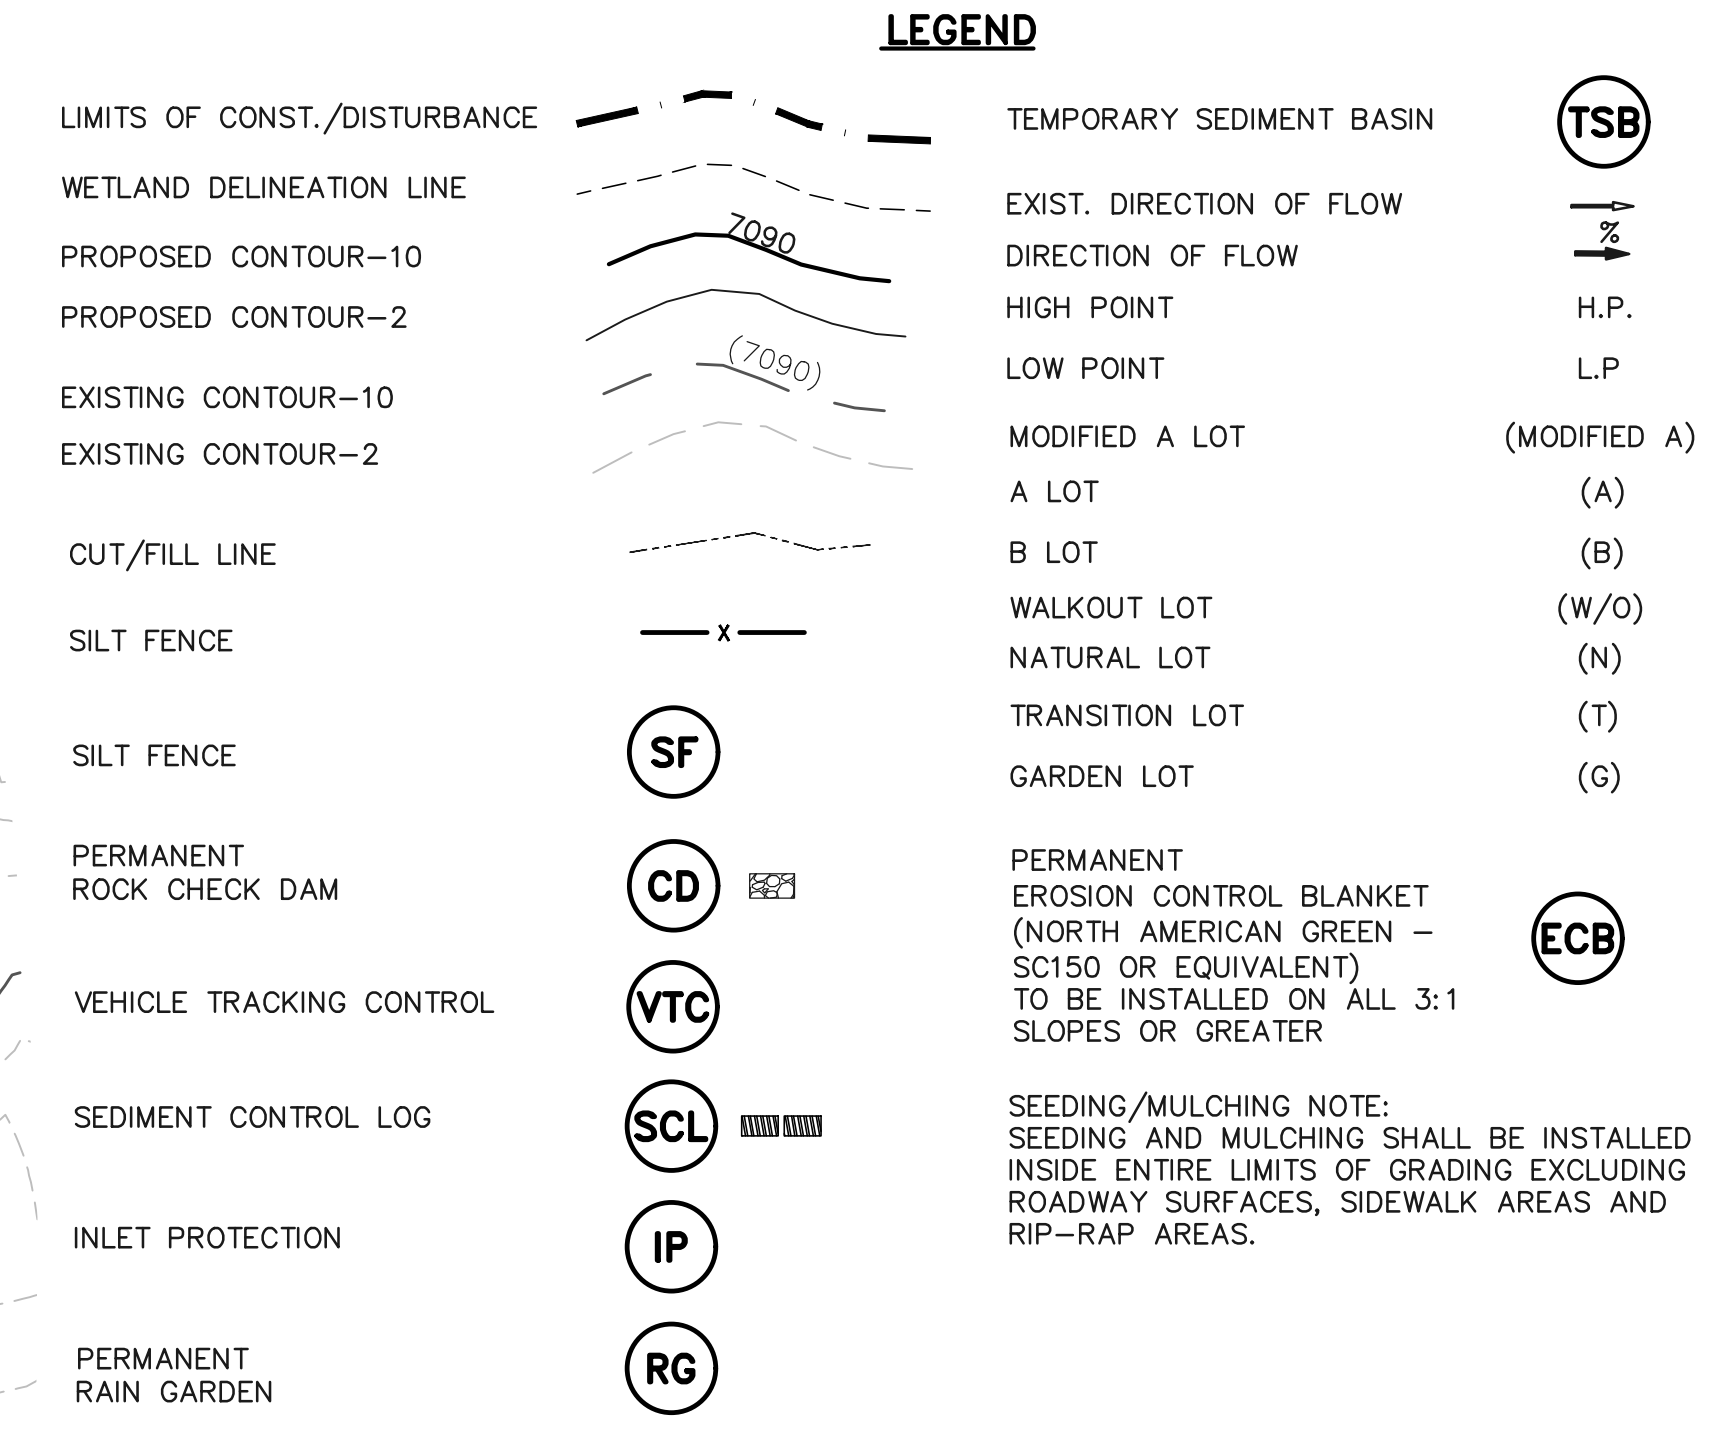 LEGEND
LIMITS OF CONST./DISTURBANCE
WETLAND DELINEATION LINE
PROPOSED CONTOUR-10
7090
PROPOSED CONTOUR-2
EXISTING CONTOUR-10
(7090)
EXISTING CONTOUR-2
CUT/FILL LINE
SILT FENCE
X
SILT FENCE
SF
PERMANENT
ROCK CHECK DAM
CD
VEHICLE TRACKING CONTROL
VTC
SEDIMENT CONTROL LOG
SCL
INLET PROTECTION
IP
PERMANENT
RAIN GARDEN
RG
TEMPORARY SEDIMENT BASIN
TSB
EXIST. DIRECTION OF FLOW
DIRECTION OF FLOW
%
HIGH POINT
H.P.
LOW POINT
L.P
MODIFIED A LOT
(MODIFIED A)
A LOT
(A)
B LOT
(B)
WALKOUT LOT
(W/O)
NATURAL LOT
(N)
TRANSITION LOT
(T)
GARDEN LOT
(G)
PERMANENT
EROSION CONTROL BLANKET
(NORTH AMERICAN GREEN -
SC150 OR EQUIVALENT)
TO BE INSTALLED ON ALL 3:1
SLOPES OR GREATER
ECB
SEEDING/MULCHING NOTE:
SEEDING AND MULCHING SHALL BE INSTALLED
INSIDE ENTIRE LIMITS OF GRADING EXCLUDING
ROADWAY SURFACES, SIDEWALK AREAS AND
RIP-RAP AREAS.